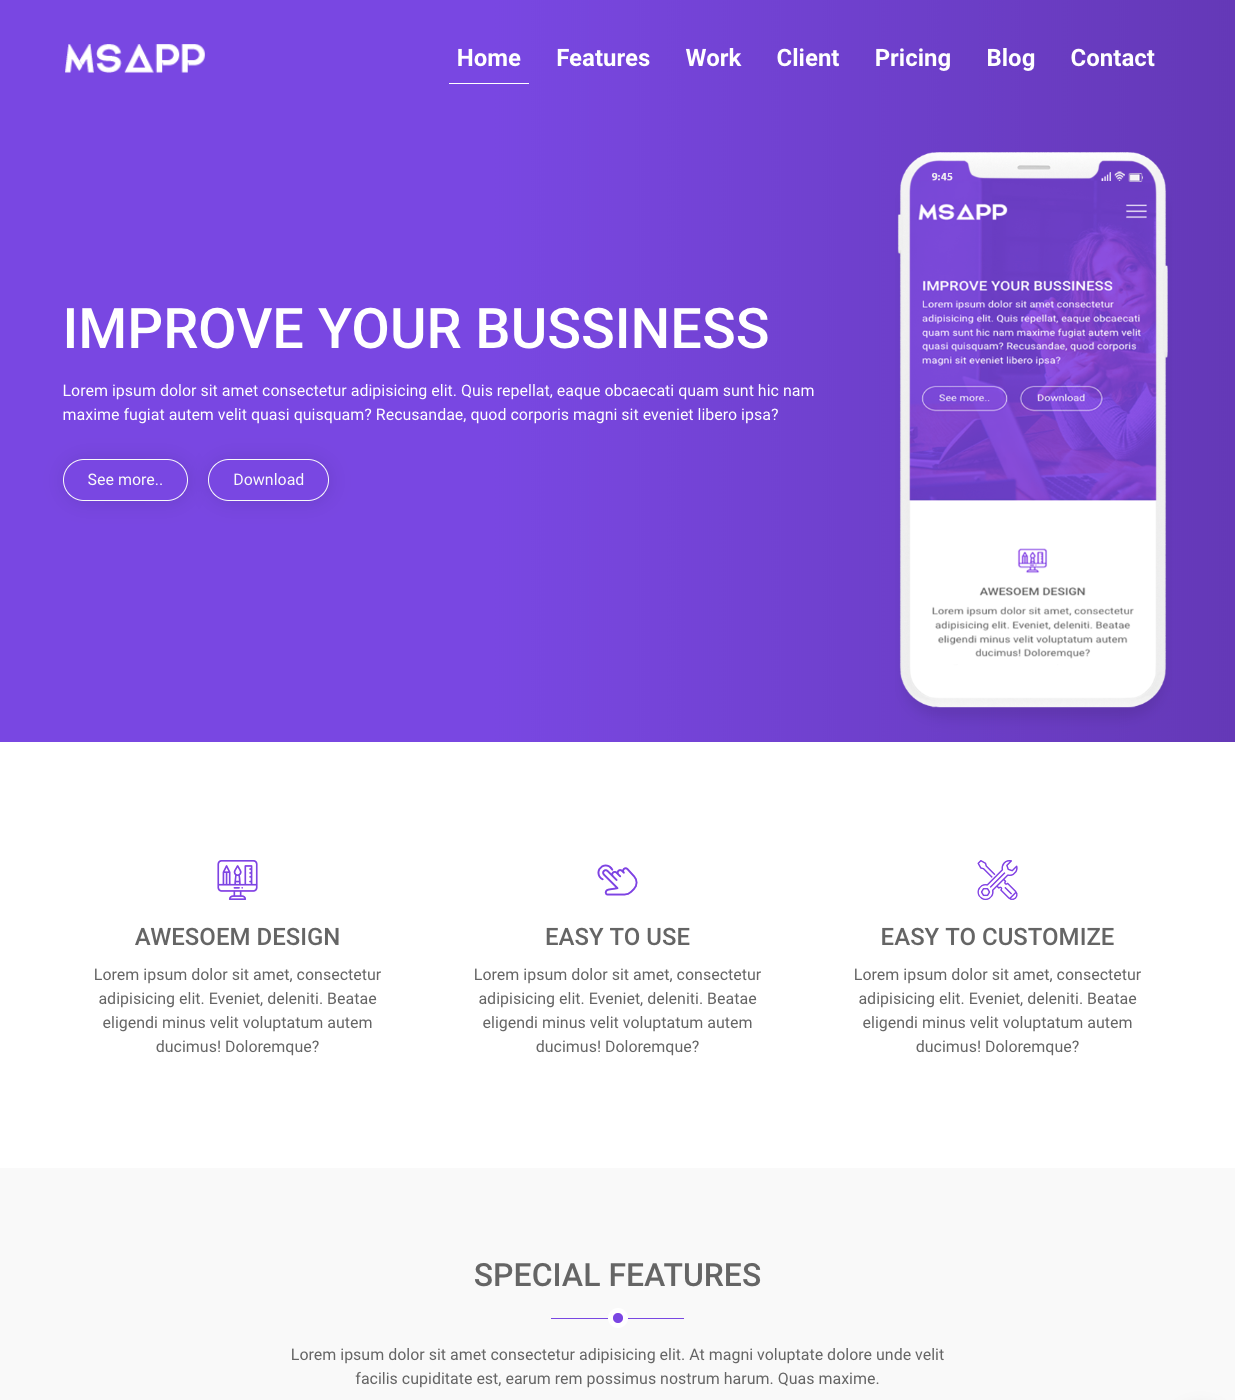 MSAPP
Home Features Work Client Pricing Blog Contact
9:45
MSAPP
IMPROVE YOUR BUSSINESS
Lorem ipsum dolor sit amet consectetur
adipisicing elit. Quis repellat, eaque obcaecati
quam sunt hic nam maxime fugiat autem velit
quasi quisquam? Recusandae, quod corporis
magni sit eveniet libero ipsa?
See more.. Download
AWESOEM DESIGN
Lorem ipsum dolor sit amet, consectetur
adipisicing elit. Eveniet, deleniti. Beatae
eligendi minus velit voluptatum autem
ducimus! Doloremque?
IMPROVE YOUR BUSSINESS
Lorem ipsum dolor sit amet consectetur adipisicing elit. Quis repellat, eaque obcaecati quam sunt hic nam
maxime fugiat autem velit quasi quisquam? Recusandae, quod corporis magni sit eveniet libero ipsa?
See more.. Download
AWESOEM DESIGN
Lorem ipsum dolor sit amet, consectetur
adipisicing elit. Eveniet, deleniti. Beatae
eligendi minus velit voluptatum autem
ducimus! Doloremque?
EASY TO USE
Lorem ipsum dolor sit amet, consectetur
adipisicing elit. Eveniet, deleniti. Beatae
eligendi minus velit voluptatum autem
ducimus! Doloremque?
EASY TO CUSTOMIZE
Lorem ipsum dolor sit amet, consectetur
adipisicing elit. Eveniet, deleniti. Beatae
eligendi minus velit voluptatum autem
ducimus! Doloremque?
SPECIAL FEATURES
Lorem ipsum dolor sit amet consectetur adipisicing elit. At magni voluptate dolore unde velit
facilis cupiditate est, earum rem possimus nostrum harum. Quas maxime.